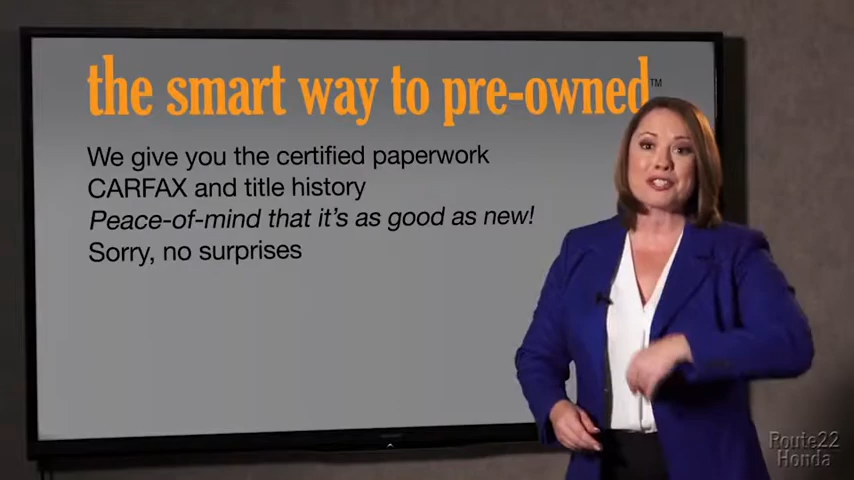 the smart way to pre-owned™
We give you the certified paperwork
CARFAX and title history
Peace-of-mind that it's as good as new!
Sorry, no surprises
Route22
Honda